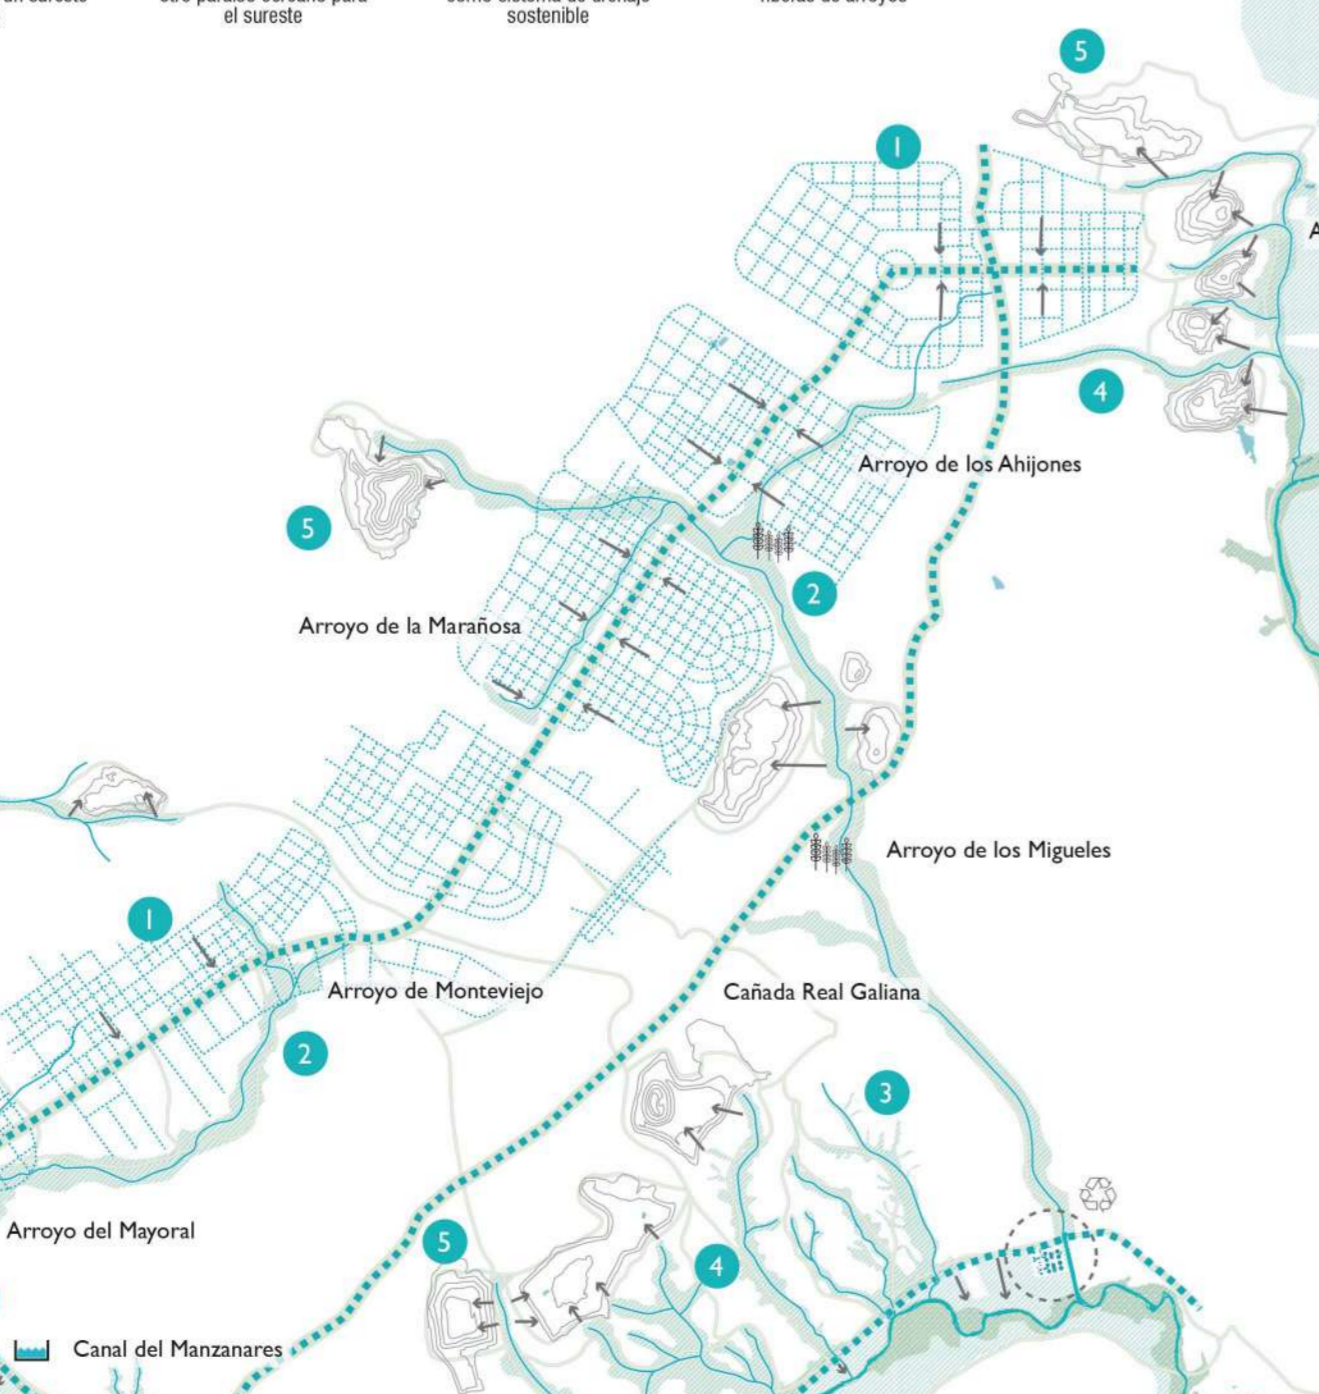 el sureste
sostenible
5
1
4
Arroyo de los Ahijones
5
2
Arroyo de la Marañosa
Arroyo de los Migueles
1
Arroyo de Monteviejo
Cañada Real Galiana
2
3
Arroyo del Mayoral
5
4
Canal del Manzanares